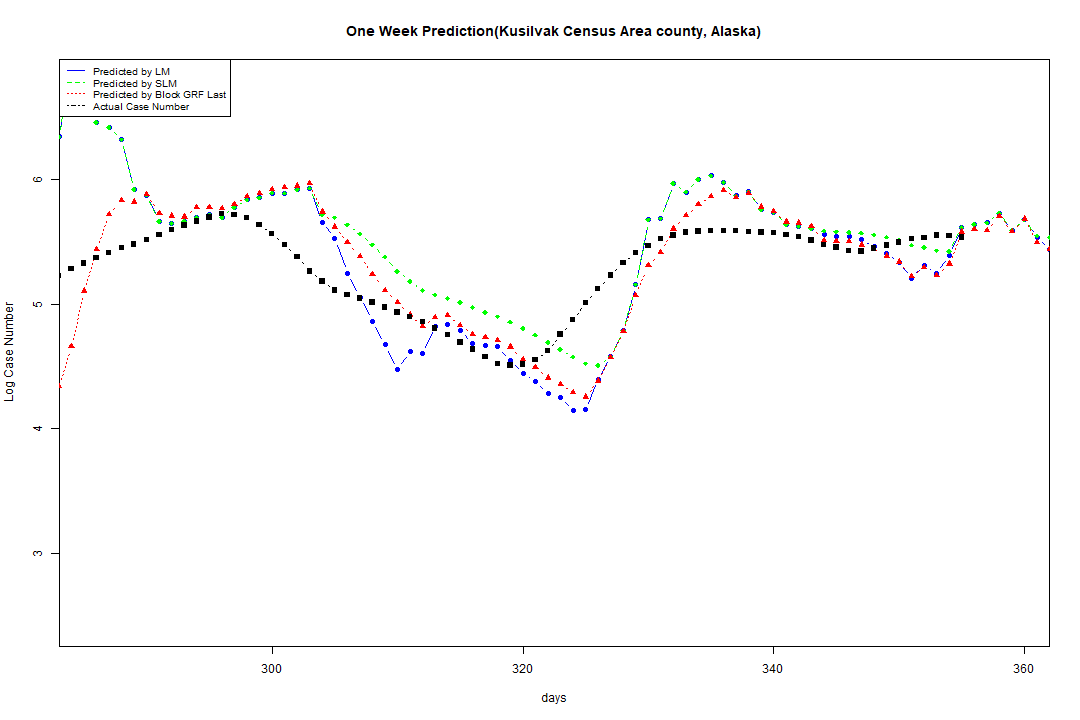 One Week Prediction(Kusilvak Census Area county, Alaska)
Predicted by LM
Predicted by SLM
Predicted by Block GRF Last
Actual Case Number
6
5
4
3
Log Case Number
300 320 340 360
days